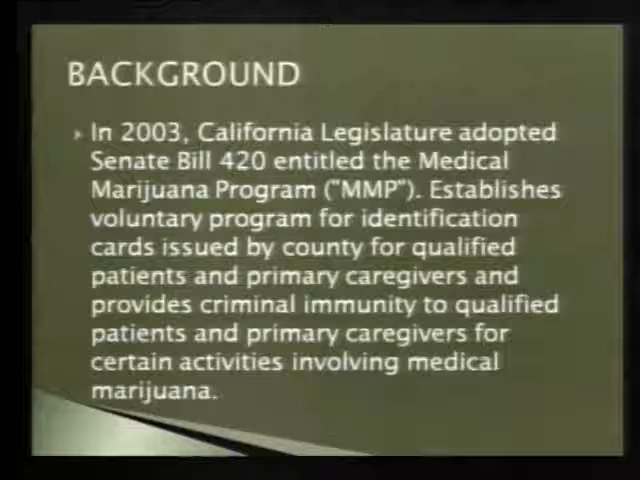 BACKGROUND
In 2003, California Legislature adopted
Senate Bill 420 entitled the Medical
Marijuana Program ("MMP"). Establishes
voluntary program for identification
cards issued by county for qualified
patients and primary caregivers and
provides criminal immunity to qualified
patients and primary caregivers for
certain activities involving medical
marijuana.